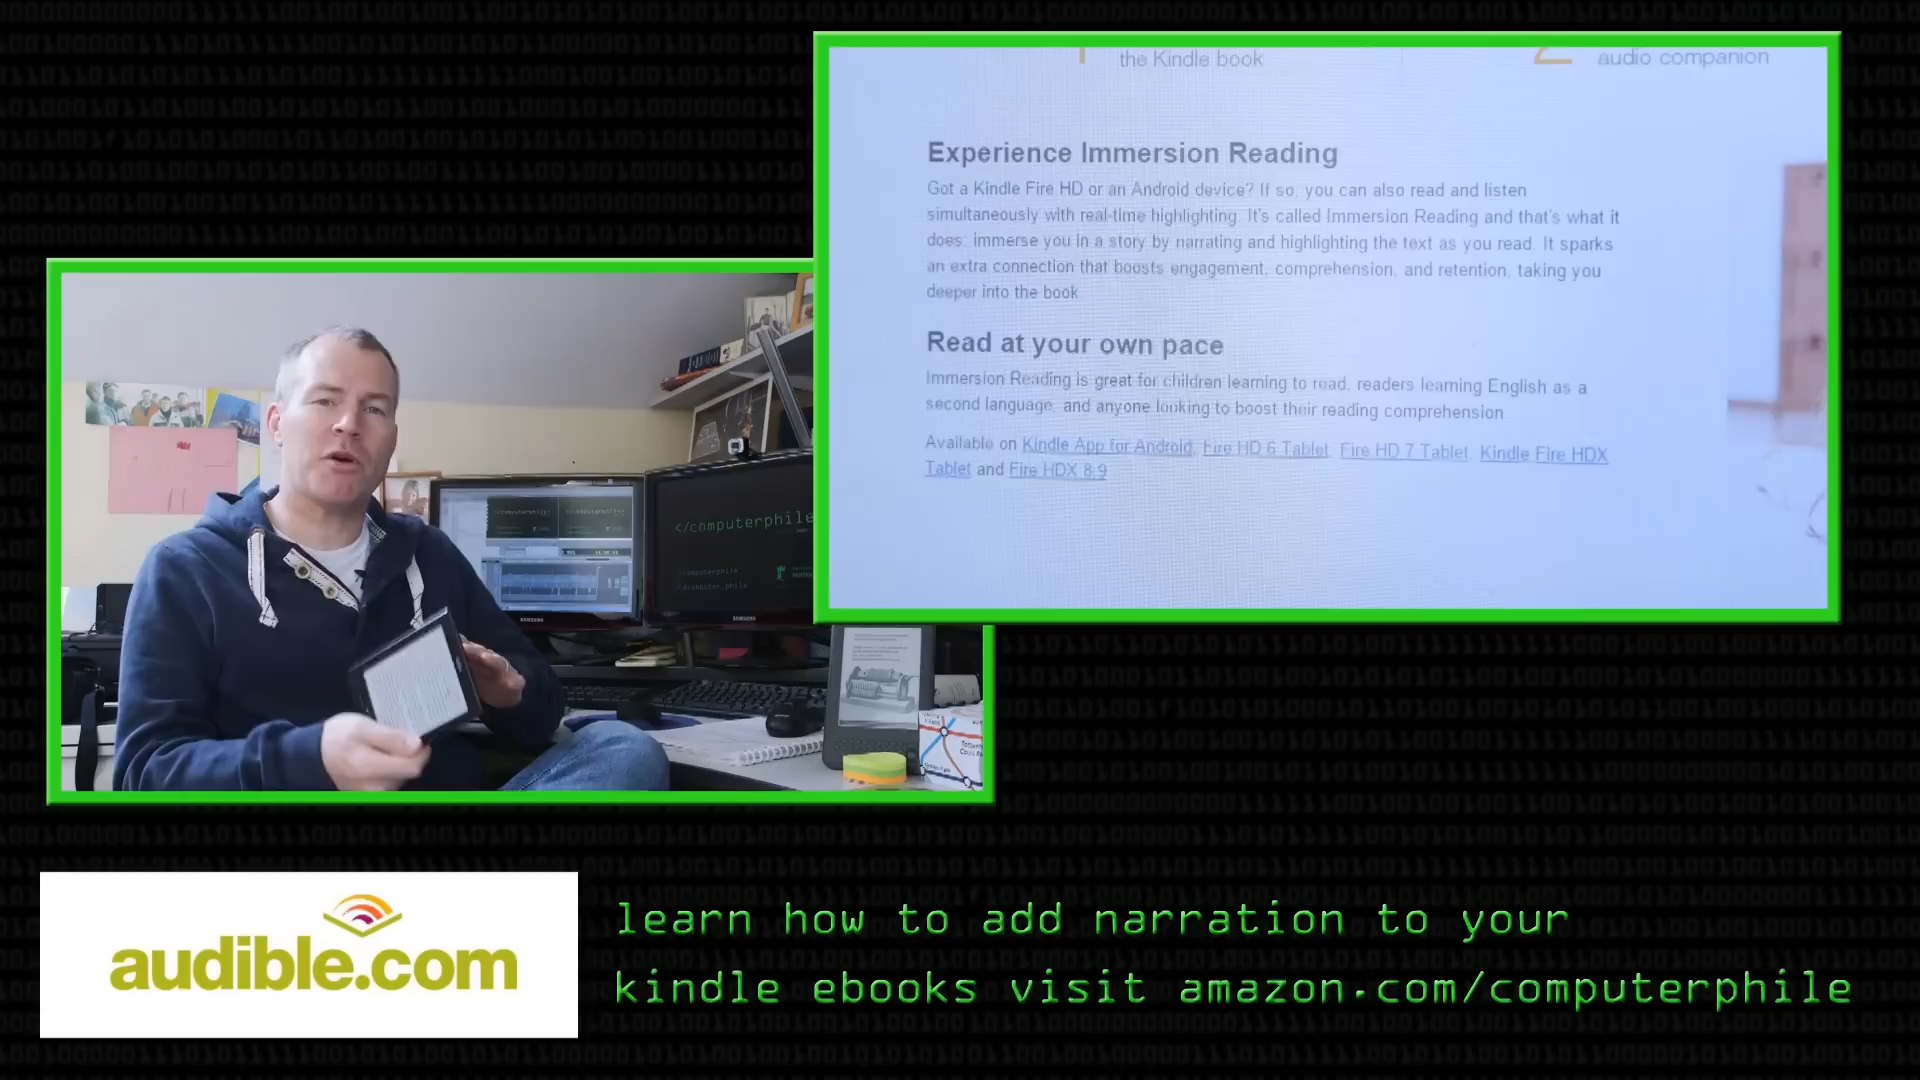 the Kindle book
2 audio companion
Experience Immersion Reading
Got a Kindle Fire HD or an Android device? If so, you can also read and listen
simultaneously with real-time highlighting. It's called Immersion Reading and that's what it
does: immerse you in a story by narrating and highlighting the text as you read. It sparks
an extra connection that boosts engagement, comprehension, and retention, taking you
deeper into the book
Read at your own pace
Immersion Reading is great for children learning to read, readers learning English as a
second language, and anyone looking to boost their reading comprehension.
Available on Kindle App for Android, Fire HD 6 Tablet, Fire HD 7 Tablet, Kindle Fire HDX
Tablet and Fire HDX 8.9
</computerphile
computerphile
SAMSUNG
SAMSUNG
audible.com
learn how to add narration to your
kindle ebooks visit amazon.com/computerphile